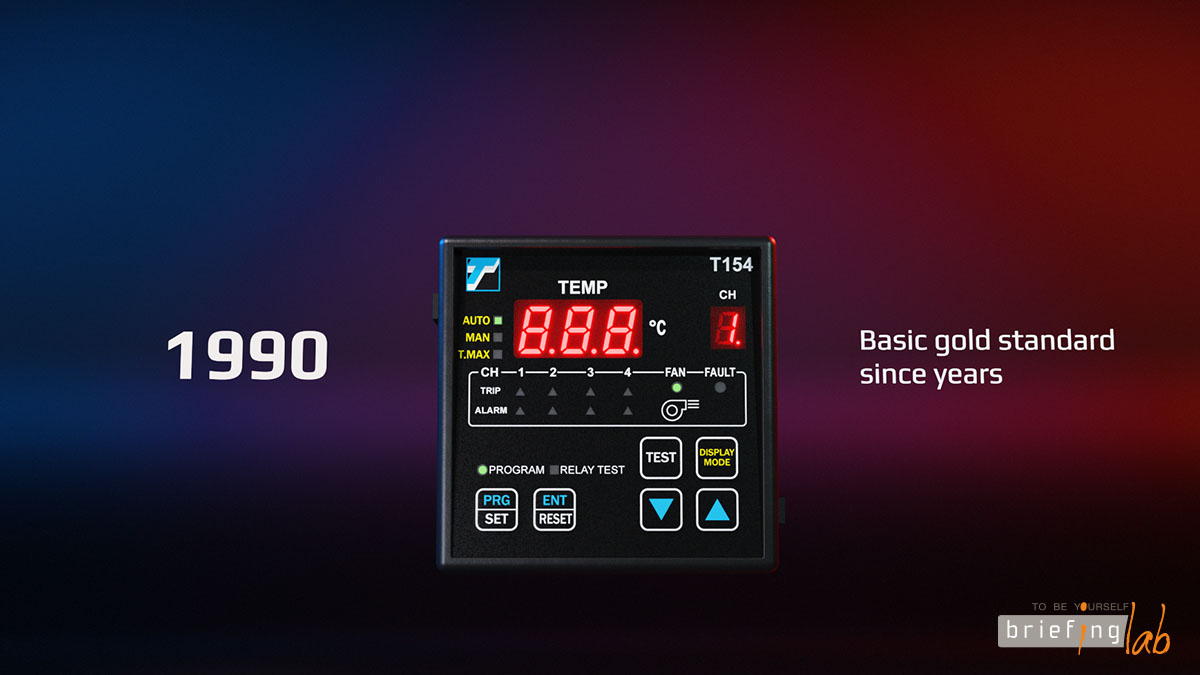 1990
T154
TEMP
CH
AUTO
MAN
T.MAX
8.8.8.
°C
1.
CH 1 2 3 4 FAN FAULT
TRIP
ALARM
PROGRAM RELAY TEST
TEST
DISPLAY
MODE
PRG
SET
ENT
RESET
Basic gold standard
since years
TO BE YOURSELF
briefing lab